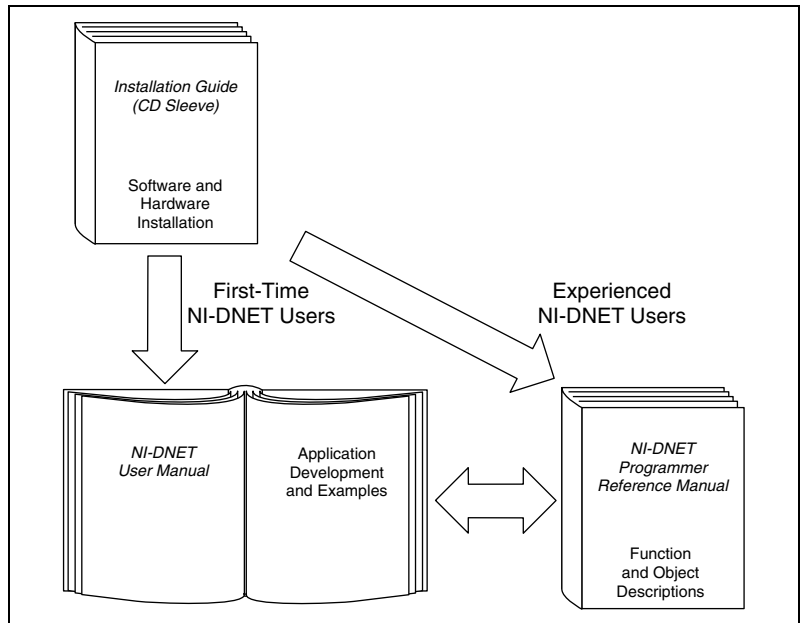 Installation Guide
(CD Sleeve)
Software and
Hardware
Installation
First-Time
NI-DNET Users
Experienced
NI-DNET Users
NI-DNET
User Manual
Application
Development
and Examples
NI-DNET
Programmer
Reference Manual
Function
and Object
Descriptions